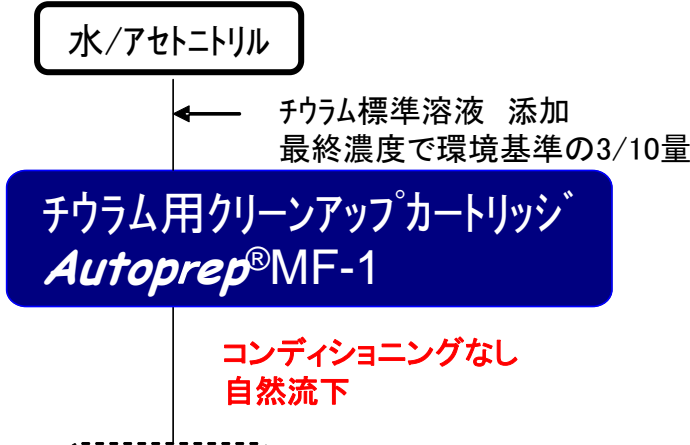 水/アセトニトリル
チウラム標準溶液　添加
最終濃度で環境基準の3/10量
チウラム用クリーンアップカートリッジ
Autoprep®MF-1
コンディショニングなし
自然流下